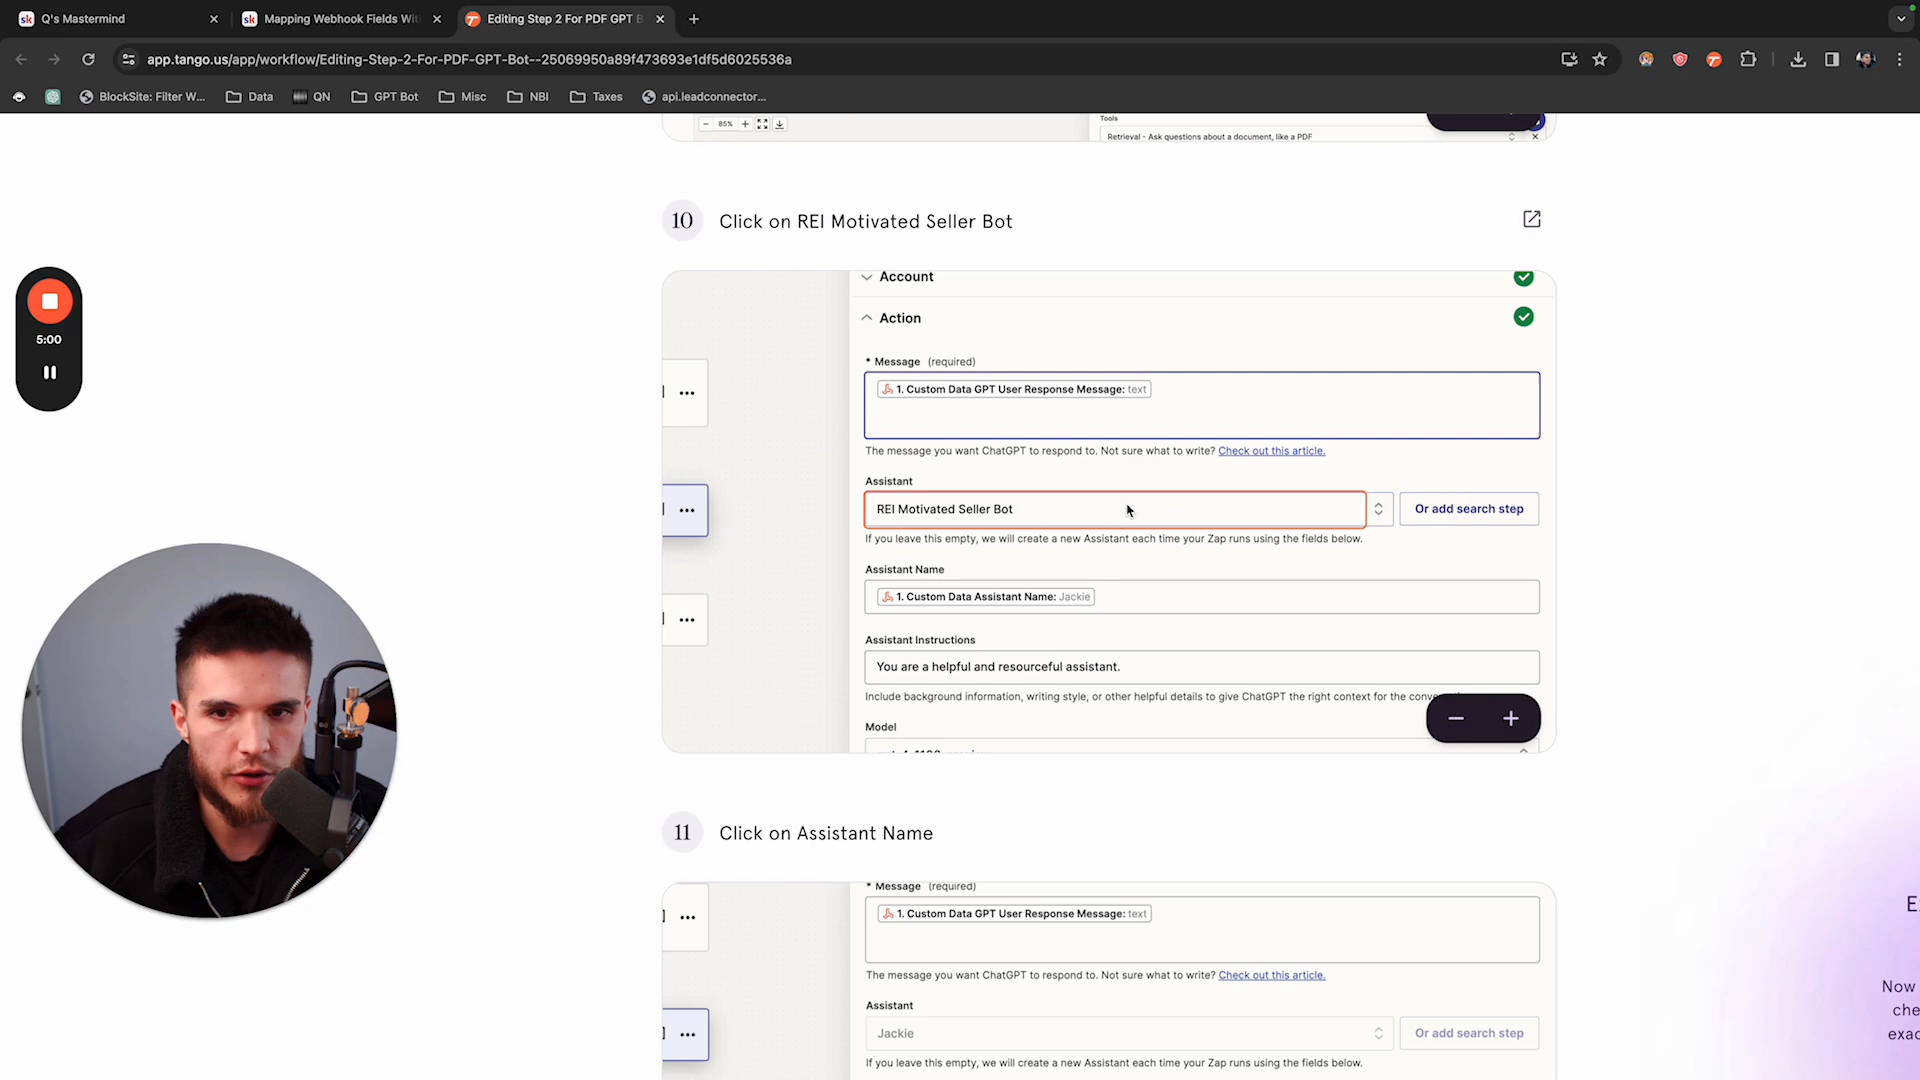 Q's Mastermind
Mapping Webhook Fields Wit
Editing Step 2 For PDF GPT B
app.tango.us/app/workflow/Editing-Step-2-For-PDF-GPT-Bot--25069950a89f473693e1df5d6025536a
BlockSite: Filter W...
Data
QN
GPT Bot
Misc
NBI
Taxes
api.leadconnector...
85%
Tools
Retrieval - Ask questions about a document, like a PDF
10 Click on REI Motivated Seller Bot
Account
Action
* Message (required)
1. Custom Data GPT User Response Message: text
The message you want ChatGPT to respond to. Not sure what to write? Check out this article.
Assistant
REI Motivated Seller Bot
Or add search step
If you leave this empty, we will create a new Assistant each time your Zap runs using the fields below.
Assistant Name
1. Custom Data Assistant Name: Jackie
Assistant Instructions
You are a helpful and resourceful assistant.
Include background information, writing style, or other helpful details to give ChatGPT the right context for the
Model
5:00
11 Click on Assistant Name
* Message (required)
1. Custom Data GPT User Response Message: text
The message you want ChatGPT to respond to. Not sure what to write? Check out this article.
Assistant
Jackie
Or add search step
If you leave this empty, we will create a new Assistant each time your Zap runs using the fields below.
Now
che
exac